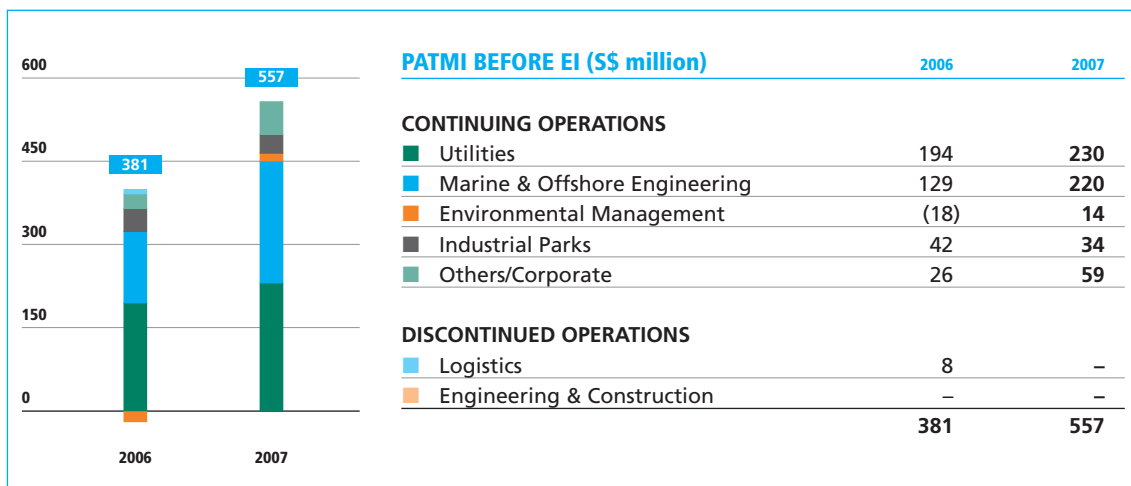 600
450
300
150
0
381
557
2006
2007
PATMI BEFORE EI (S$ million) 2006 2007
CONTINUING OPERATIONS
Utilities 194 230
Marine & Offshore Engineering 129 220
Environmental Management (18) 14
Industrial Parks 42 34
Others/Corporate 26 59
DISCONTINUED OPERATIONS
Logistics 8 –
Engineering & Construction – –
381 557